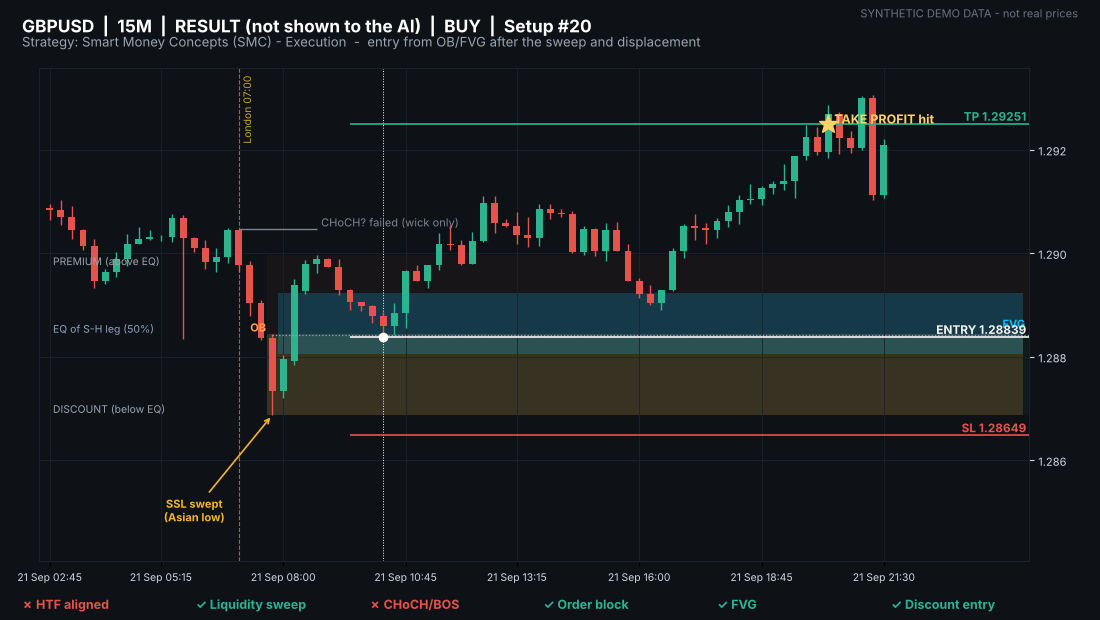 SYNTHETIC DEMO DATA - not real prices
GBPUSD | 15M | RESULT (not shown to the AI) | BUY | Setup #20
Strategy: Smart Money Concepts (SMC) - Execution - entry from OB/FVG after the sweep and displacement
London 07:00
TAKE PROFIT hit
TP 1.29251
1.292
CHoCH? failed (wick only)
PREMIUM (above EQ)
1.290
OB
EQ of S-H leg (50%)
FVG
ENTRY 1.28839
1.288
DISCOUNT (below EQ)
SL 1.28649
1.286
SSL swept
(Asian low)
21 Sep 02:45 21 Sep 05:15 21 Sep 08:00 21 Sep 10:45 21 Sep 13:15 21 Sep 16:00 21 Sep 18:45 21 Sep 21:30
× HTF aligned ✓ Liquidity sweep × CHoCH/BOS ✓ Order block ✓ FVG ✓ Discount entry